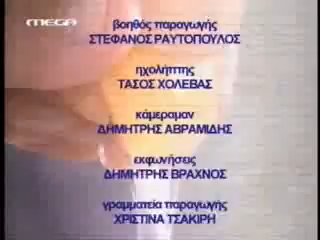 MEGA
βοηθός παραγωγής
ΣΤΕΦΑΝΟΣ ΡΑΥΤΟΠΟΥΛΟΣ
ηχολήπτης
ΤΑΣΟΣ ΧΟΛΕΒΑΣ
κάμεραμαν
ΔΗΜΗΤΡΗΣ ΑΒΡΑΜΙΔΗΣ
εκφωνήσεις
ΔΗΜΗΤΡΗΣ ΒΡΑΧΝΟΣ
γραμματεία παραγωγής
ΧΡΙΣΤΙΝΑ ΤΣΑΚΙΡΗ